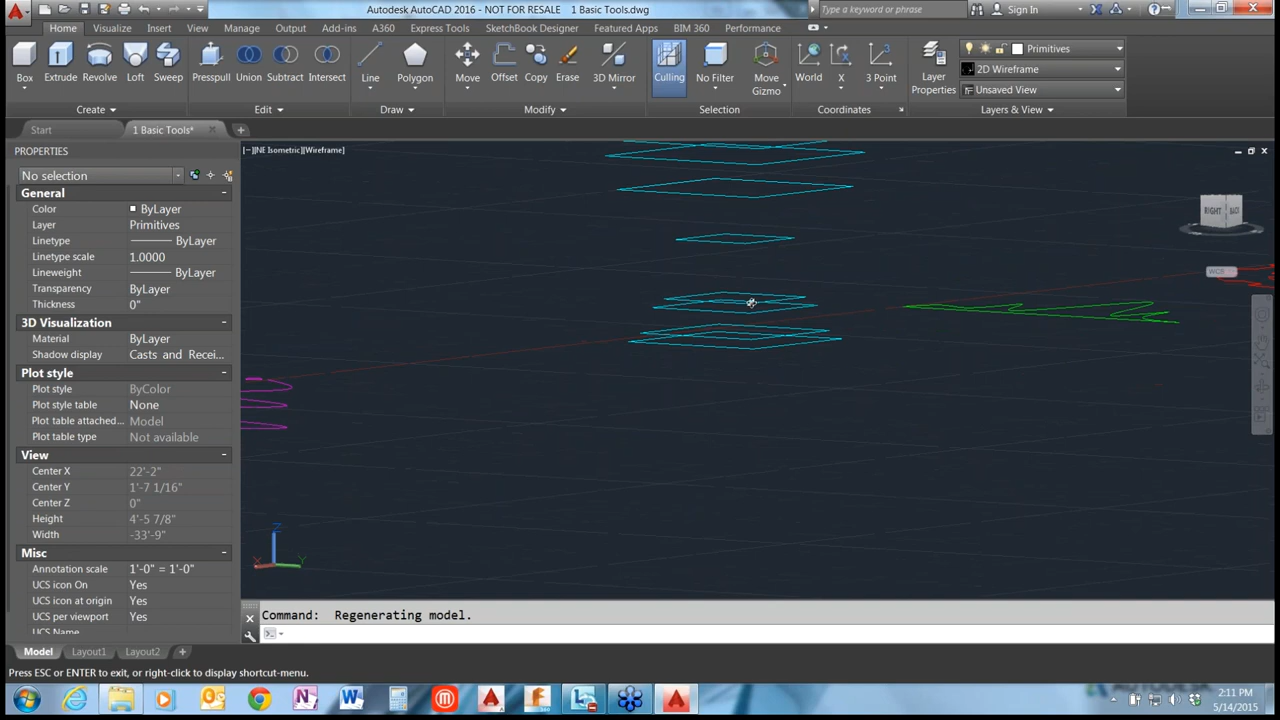 Autodesk AutoCAD 2016 - NOT FOR RESALE 1 Basic Tools.dwg
Type a keyword or phrase
Sign In
Home Visualize Insert View Manage Output Add-ins A360 Express Tools SketchBook Designer Featured Apps BIM 360 Performance
Box Extrude Revolve Loft Sweep Presspull Union Subtract Intersect Line Polygon Move Offset Copy Erase 3D Mirror Culling No Filter Move Gizmo World X 3 Point Layer Properties
Primitives
2D Wireframe
Unsaved View
Create Edit Draw Modify Selection Coordinates Layers & View
Start 1 Basic Tools*
PROPERTIES
[−][NE Isometric][Wireframe]
No selection
General
Color ByLayer
Layer Primitives
Linetype ByLayer
Linetype scale 1.0000
Lineweight ByLayer
Transparency ByLayer
Thickness 0"
3D Visualization
Material ByLayer
Shadow display Casts and Recei...
Plot style
Plot style ByColor
Plot style table None
Plot table attached... Model
Plot table type Not available
View
Center X 22'-2"
Center Y 1'-7 1/16"
Center Z 0"
Height 4'-5 7/8"
Width -33'-9"
Misc
Annotation scale 1'-0" = 1'-0"
UCS icon On Yes
UCS icon at origin Yes
UCS per viewport Yes
UCS Name
RIGHT BACK
WCS
Z
X Y
Command: Regenerating model.
Model Layout1 Layout2
Press ESC or ENTER to exit, or right-click to display shortcut-menu.
2:11 PM
5/14/2015